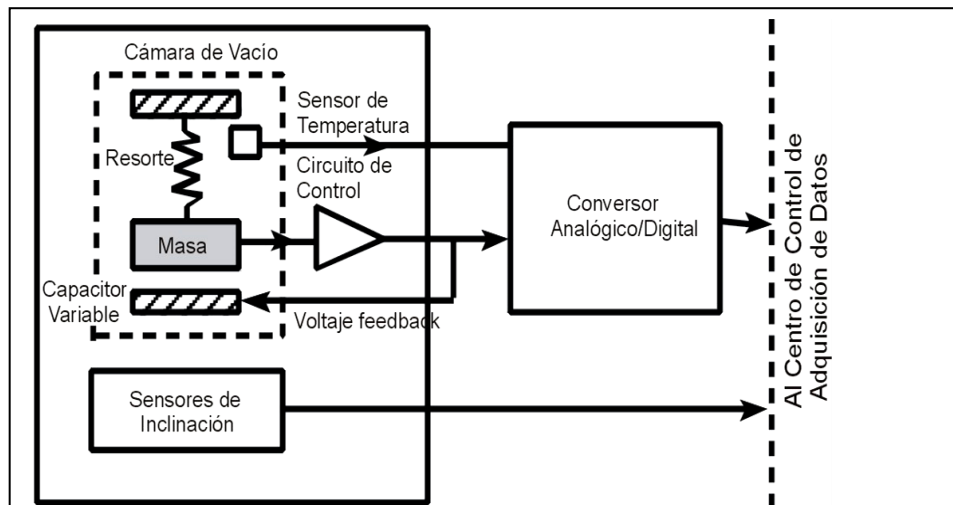 Cámara de Vacío
Sensor de
Temperatura
Resorte
Circuito de
Control
Masa
Capacitor
Variable
Voltaje feedback
Sensores de
Inclinación
Conversor
Analógico/Digital
Al Centro de Control de
Adquisición de Datos